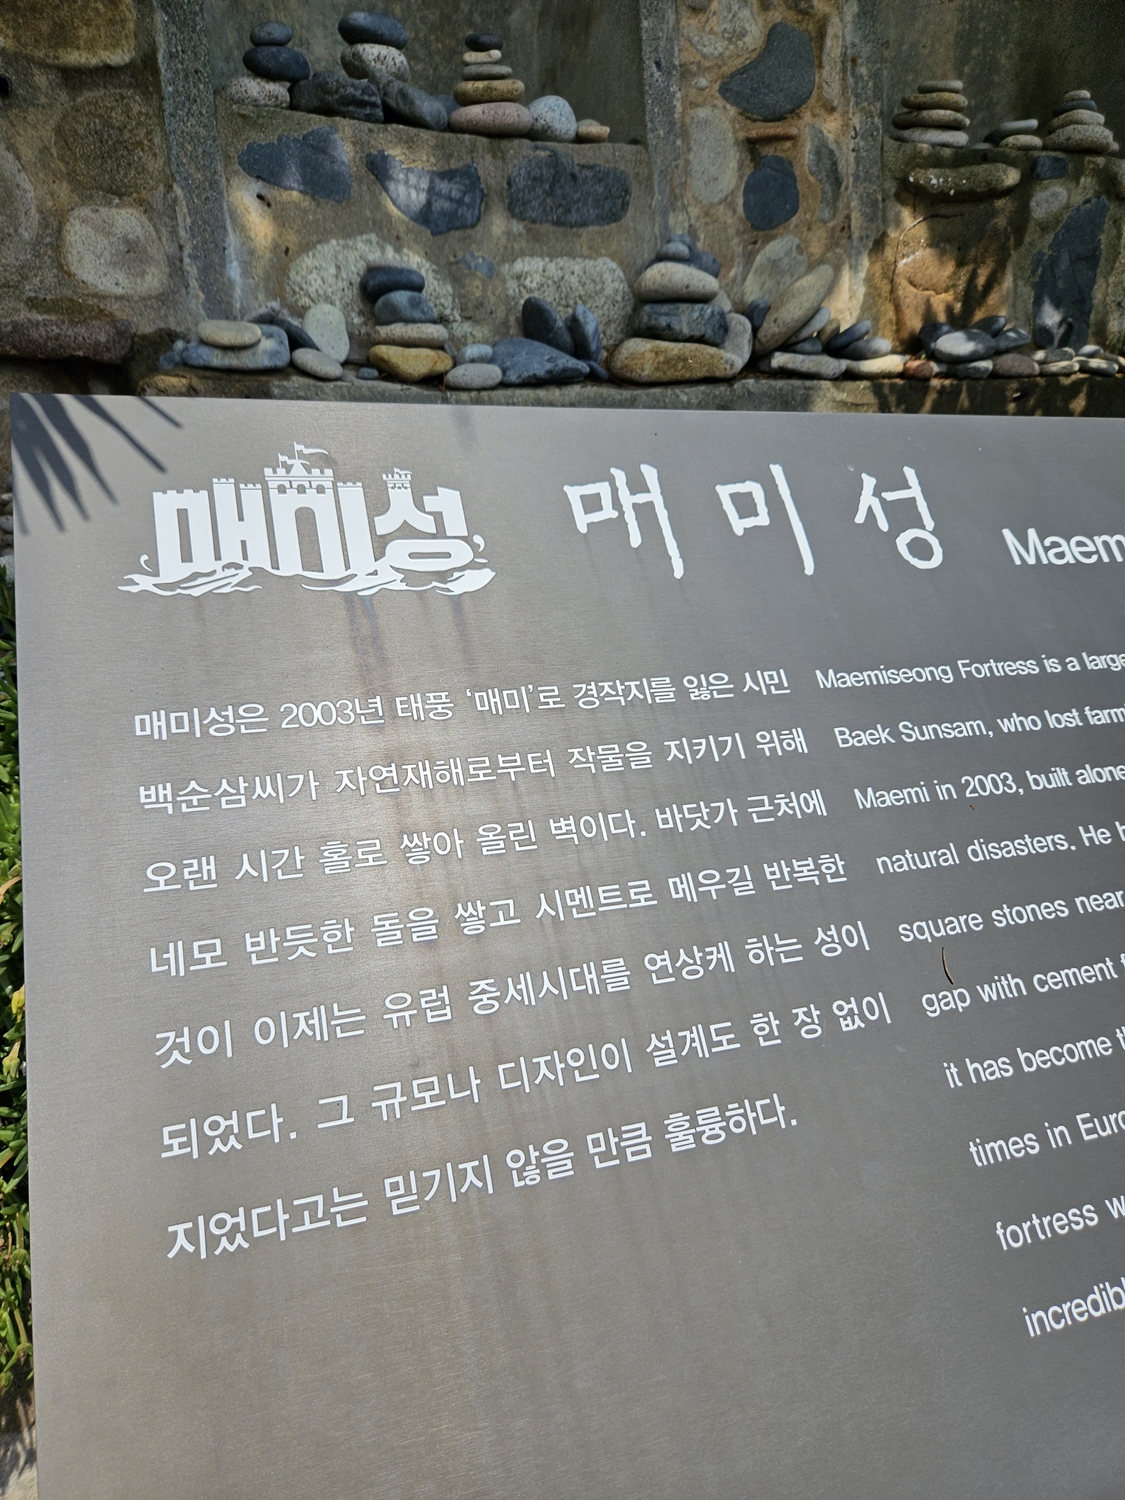 매미성
매미성
매미성은 2003년 태풍 ‘매미’로 경작지를 잃은 시민
백순삼씨가 자연재해로부터 작물을 지키기 위해
오랜 시간 홀로 쌓아 올린 벽이다. 바닷가 근처에
네모 반듯한 돌을 쌓고 시멘트로 메우길 반복한
것이 이제는 유럽 중세시대를 연상케 하는 성이
되었다. 그 규모나 디자인이 설계도 한 장 없이
지었다고는 믿기지 않을 만큼 훌륭하다.
Maemiseong Fortress is a large
Baek Sunsam, who lost
Maemi in 2003, built alone
natural disasters. He
square stones near
gap with cement
it has become
times in
fortress